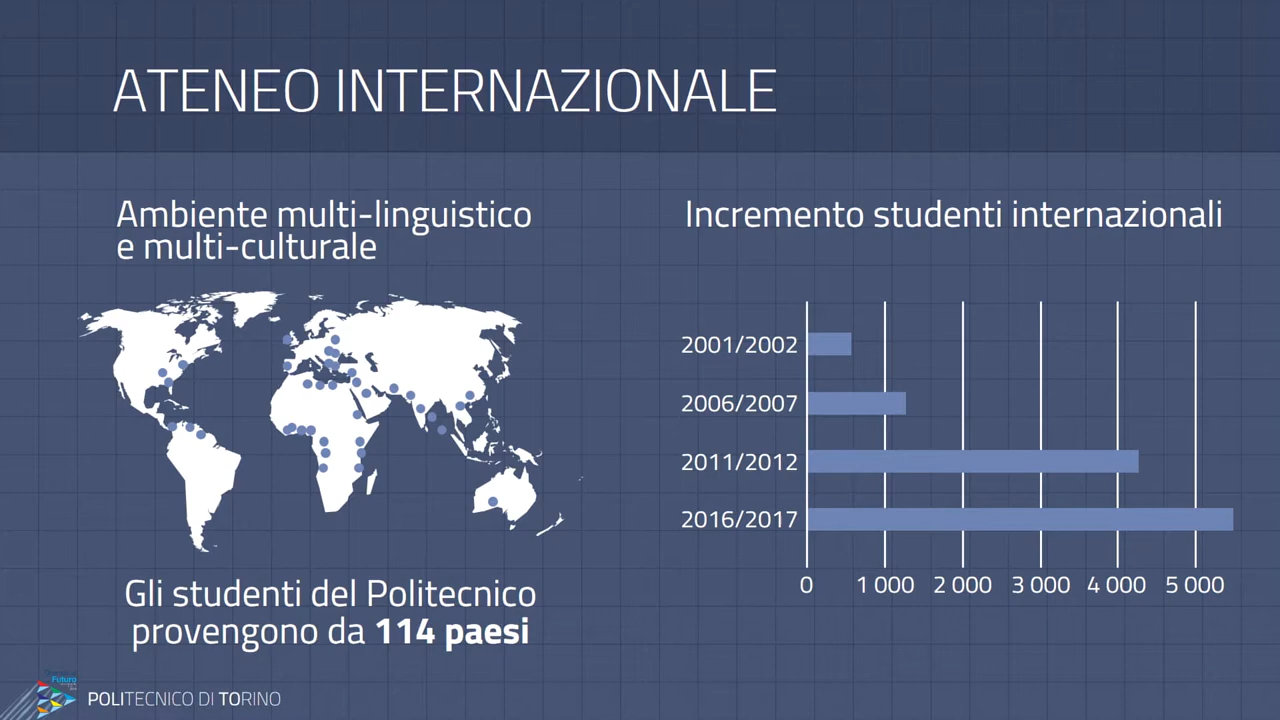 ATENEO INTERNAZIONALE
Ambiente multi-linguistico
e multi-culturale
Gli studenti del Politecnico
provengono da 114 paesi
Incremento studenti internazionali
2001/2002
2006/2007
2011/2012
2016/2017
0 1 000 2 000 3 000 4 000 5 000
Futuro
POLITECNICO DI TORINO